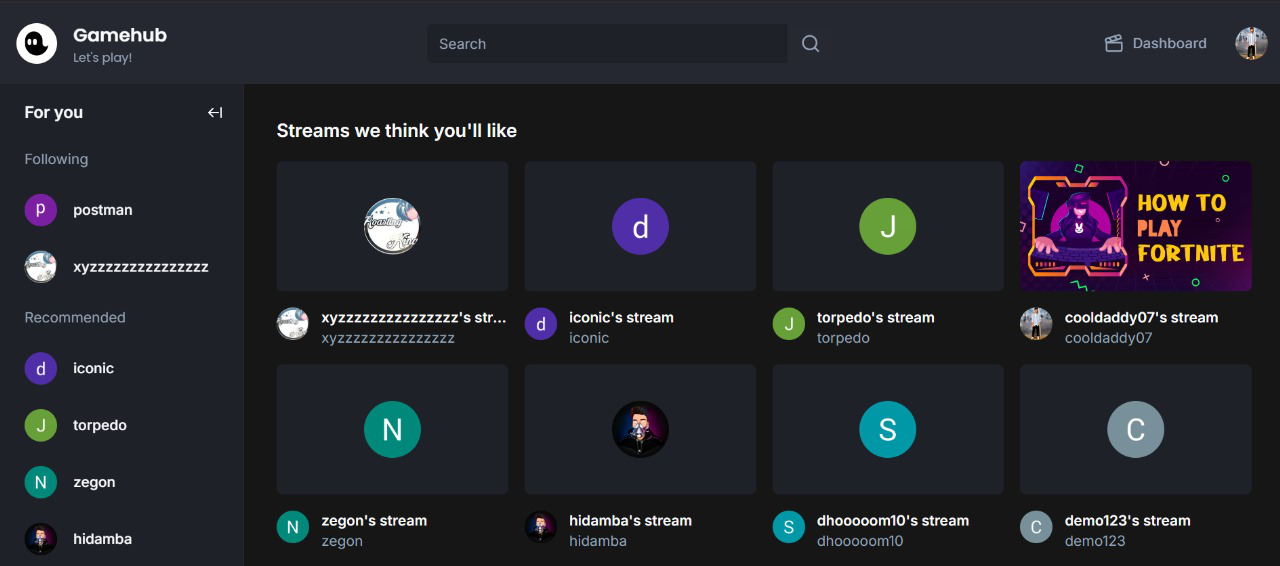 Gamehub
Let's play!
Search
Dashboard
For you
Following
p
postman
xyzzzzzzzzzzzzzzz
Recommended
d
iconic
J
torpedo
N
zegon
hidamba
Streams we think you'll like
d
J
HOW TO
PLAY
FORTNITE
xyzzzzzzzzzzzzzzz's str...
xyzzzzzzzzzzzzzzz
d
iconic's stream
iconic
J
torpedo's stream
torpedo
cooldaddy07's stream
cooldaddy07
N
S
C
N
zegon's stream
zegon
hidamba's stream
hidamba
S
dhooooom10's stream
dhooooom10
C
demo123's stream
demo123